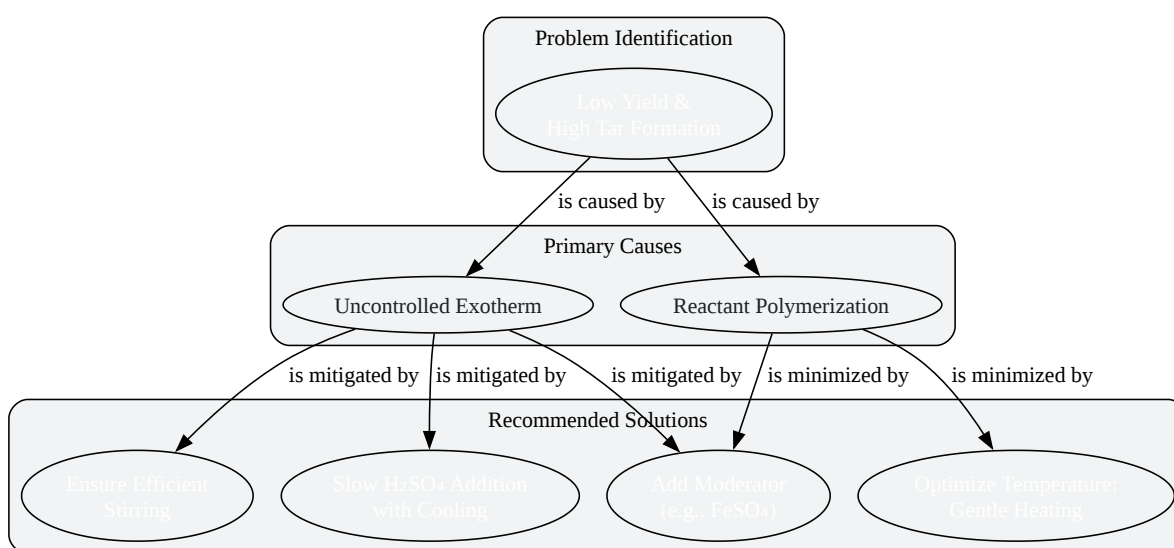 Problem Identification
Low Yield &
High Tar Formation
is caused by
is caused by
Primary Causes
Uncontrolled Exotherm
Reactant Polymerization
is mitigated by
is mitigated by
is mitigated by
is minimized by
is minimized by
Recommended Solutions
Ensure Efficient
Stirring
Slow H₂SO₄ Addition
with Cooling
Add Moderator
(e.g., FeSO₄)
Optimize Temperature:
Gentle Heating